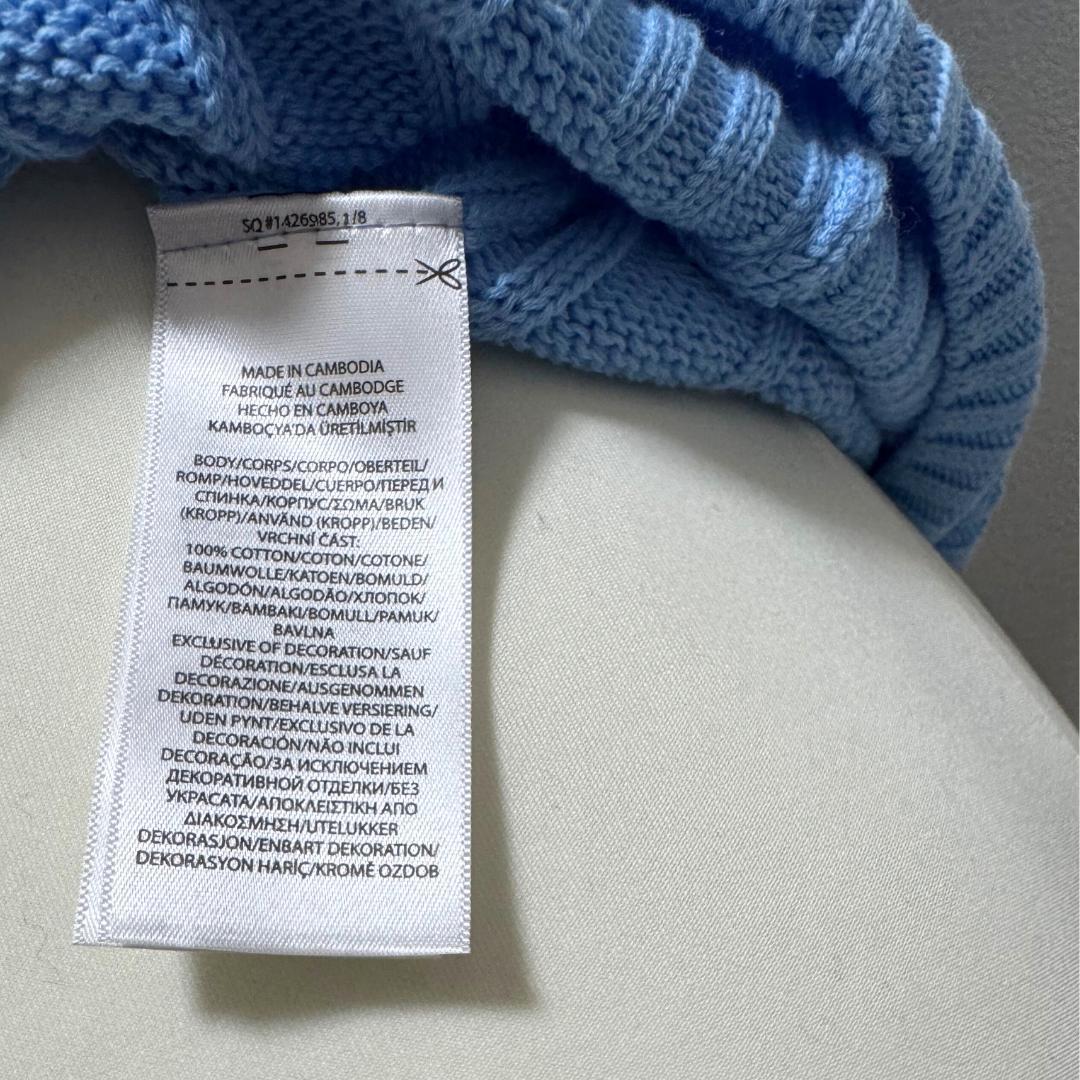 SQ#1426985, 1/8
MADE IN CAMBODIA
FABRIQUÉ AU CAMBODGE
HECHO EN CAMBOYA
KAMBOÇYA'DA ÜRETİLMİŞTİR
BODY/CORPS/CORPO/OBERTEIL/
ROMP/HOVEDDEL/CUERPO/ПЕРЕД И
СПИНКА/КОРПУС/ΣΩΜΑ/BRUK
(KROPP)/ANVÄND (KROPP)/BEDEN/
VRCHNÍ ČÁST:
100% COTTON/COTON/COTONE/
BAUMWOLLE/KATOEN/BOMULD/
ALGODÓN/ALGODÃO/ХЛОПОК/
ПАМУК/ΒΑΜΒΑΚΙ/BOMULL/PAMUK/
BAVLNA
EXCLUSIVE OF DECORATION/SAUF
DÉCORATION/ESCLUSA LA
DECORAZIONE/AUSGENOMMEN
DEKORATION/BEHALVE VERSIERING/
UDEN PYNT/EXCLUSIVO DE LA
DECORACIÓN/NÃO INCLUI
DECORAÇÃO/ЗА ИСКЛЮЧЕНИЕМ
ДЕКОРАТИВНОЙ ОТДЕЛКИ/БЕЗ
УКРАСАТА/ΑΠΟΚΛΕΙΣΤΙΚΗ ΑΠΟ
ΔΙΑΚΟΣΜΗΣΗ/UTELUKKER
DEKORASJON/ENBART DEKORATION/
DEKORASYON HARİÇ/KROMĚ OZDOB